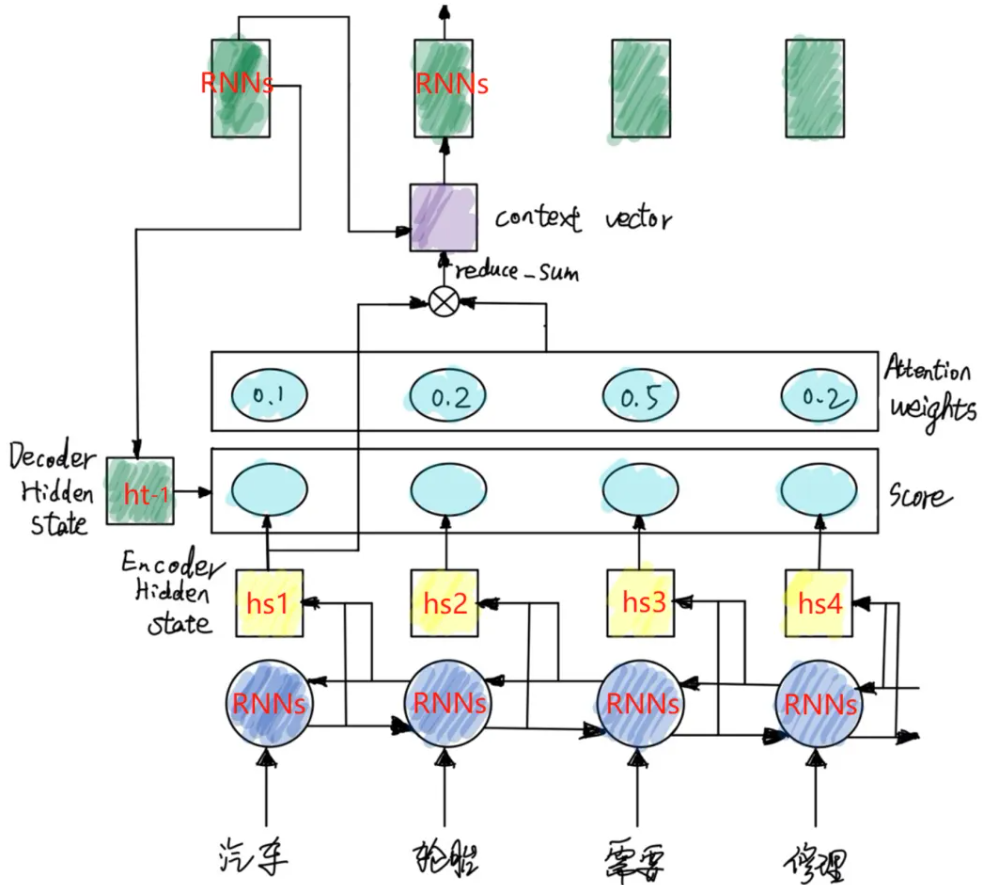 RNNs
RNNs
context vector
reduce_sum
0.1
0.2
0.5
0.2
Attention
weights
Decoder
Hidden
state
ht-1
Score
Encoder
Hidden
state
hs1
hs2
hs3
hs4
RNNs
RNNs
RNNs
RNNs
汽车
轮胎
需要
修理